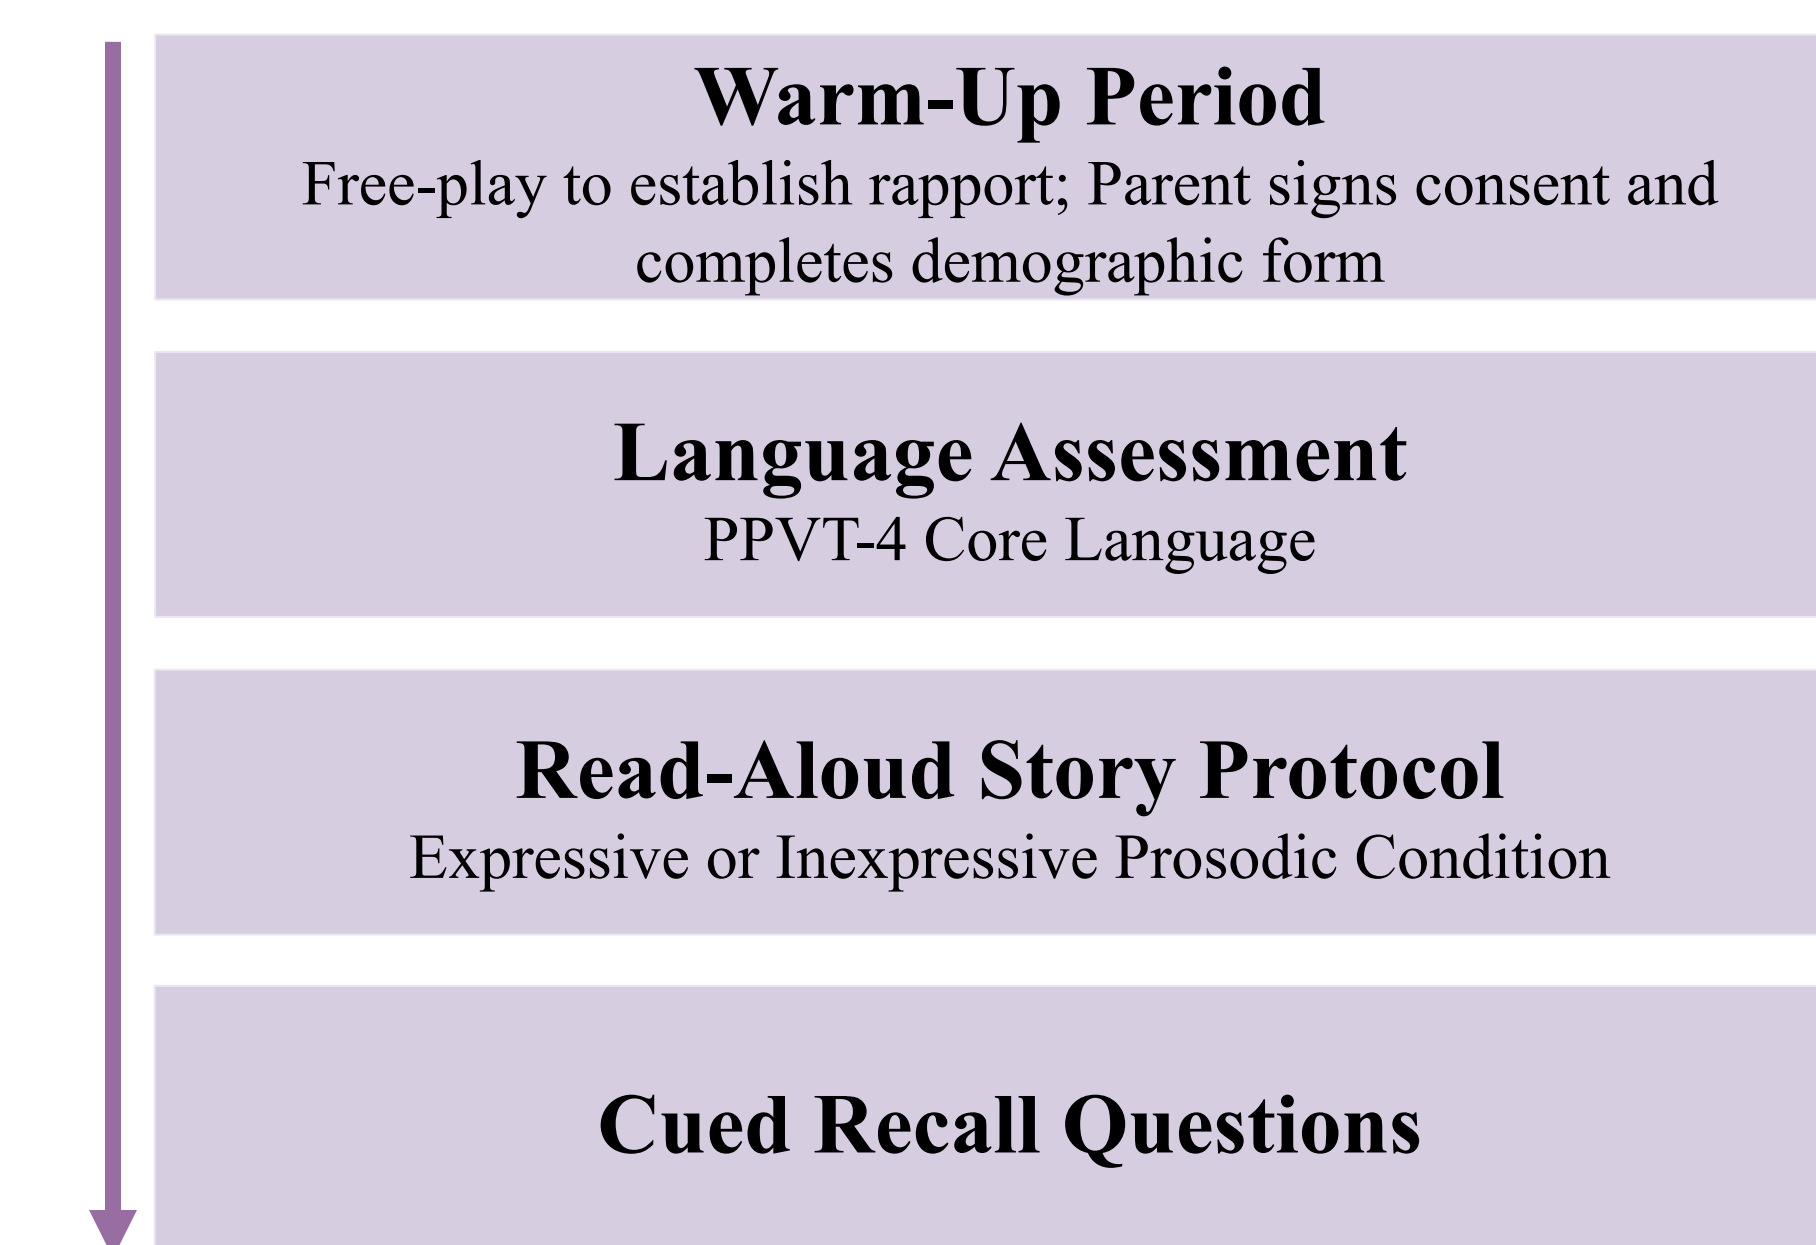 Warm-Up Period
Free-play to establish rapport; Parent signs consent and
completes demographic form
Language Assessment
PPVT-4 Core Language
Read-Aloud Story Protocol
Expressive or Inexpressive Prosodic Condition
Cued Recall Questions